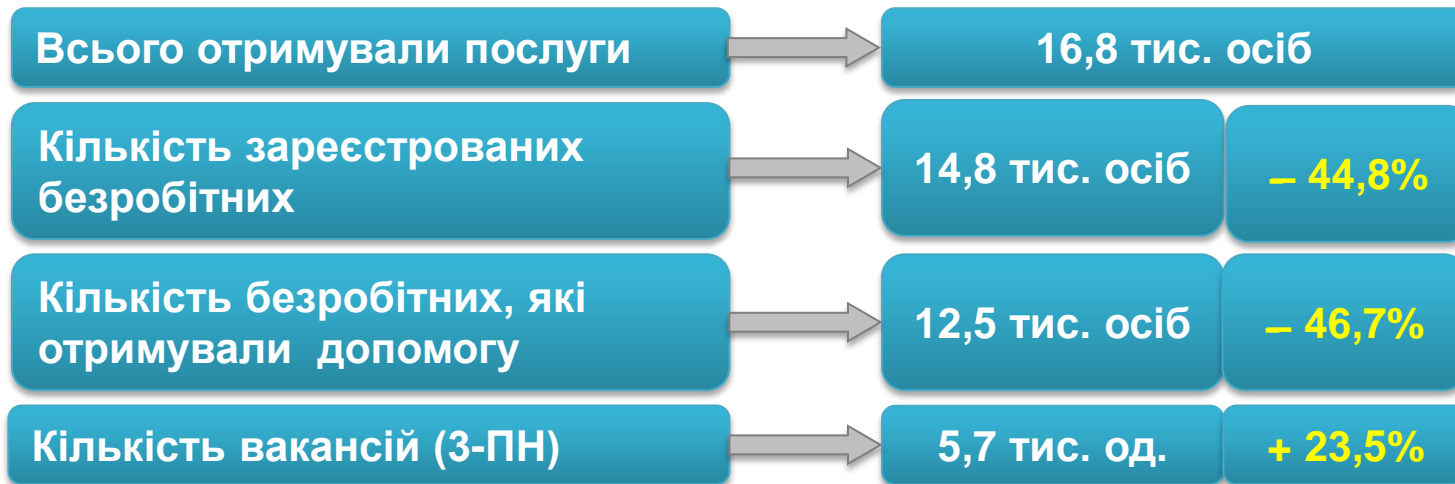 Всього отримували послуги
16,8 тис. осіб
Кількість зареєстрованих
безробітних
14,8 тис. осіб
– 44,8%
Кількість безробітних, які
отримували допомогу
12,5 тис. осіб
– 46,7%
Кількість вакансій (3-ПН)
5,7 тис. од.
+ 23,5%